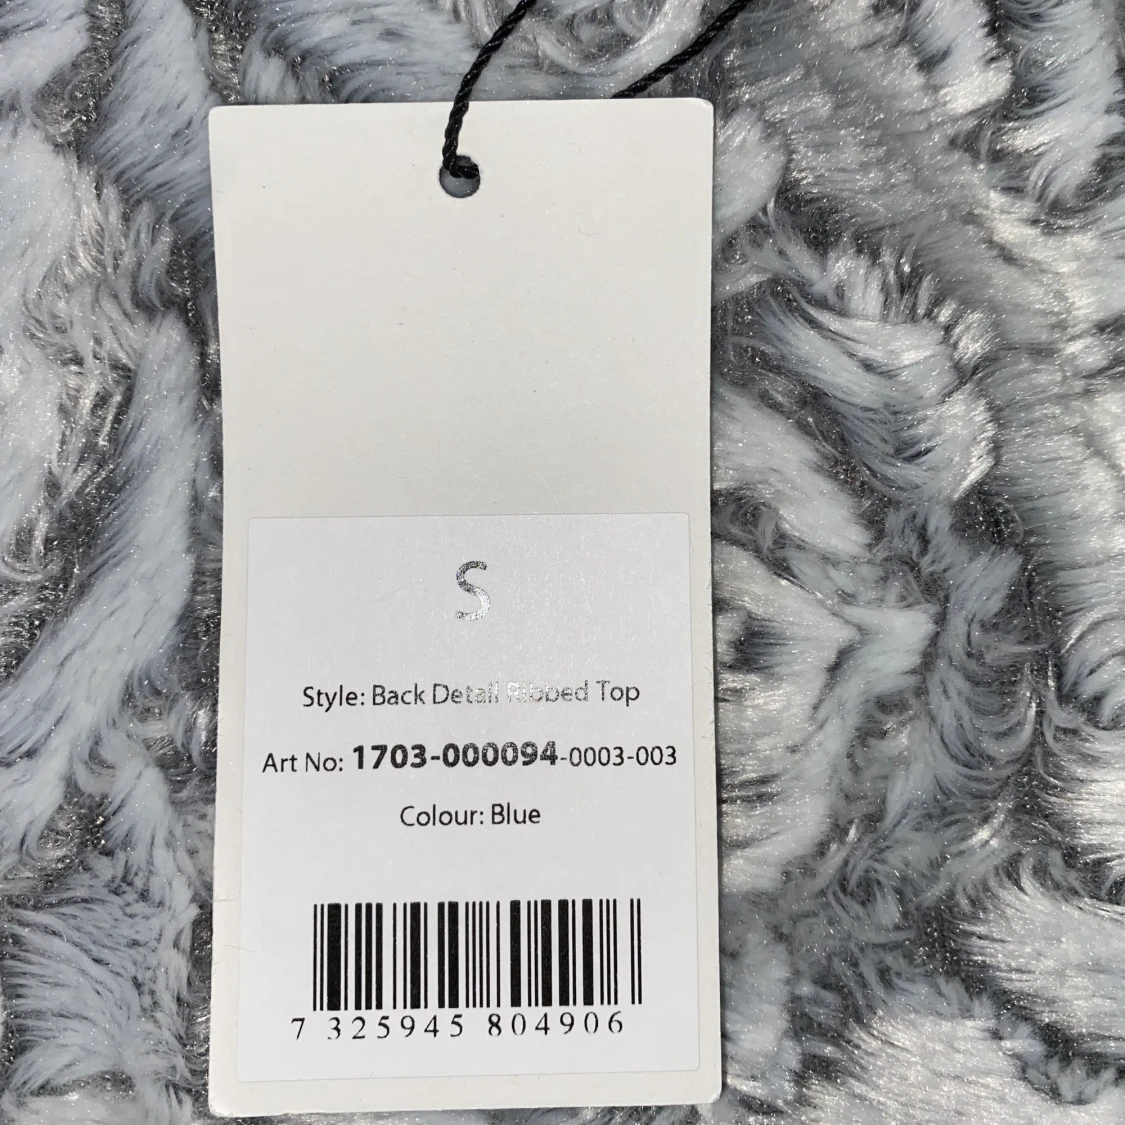 S
Style: Back Detail Ribbed Top
Art No: 1703-000094-0003-003
Colour: Blue
7 325945 804906